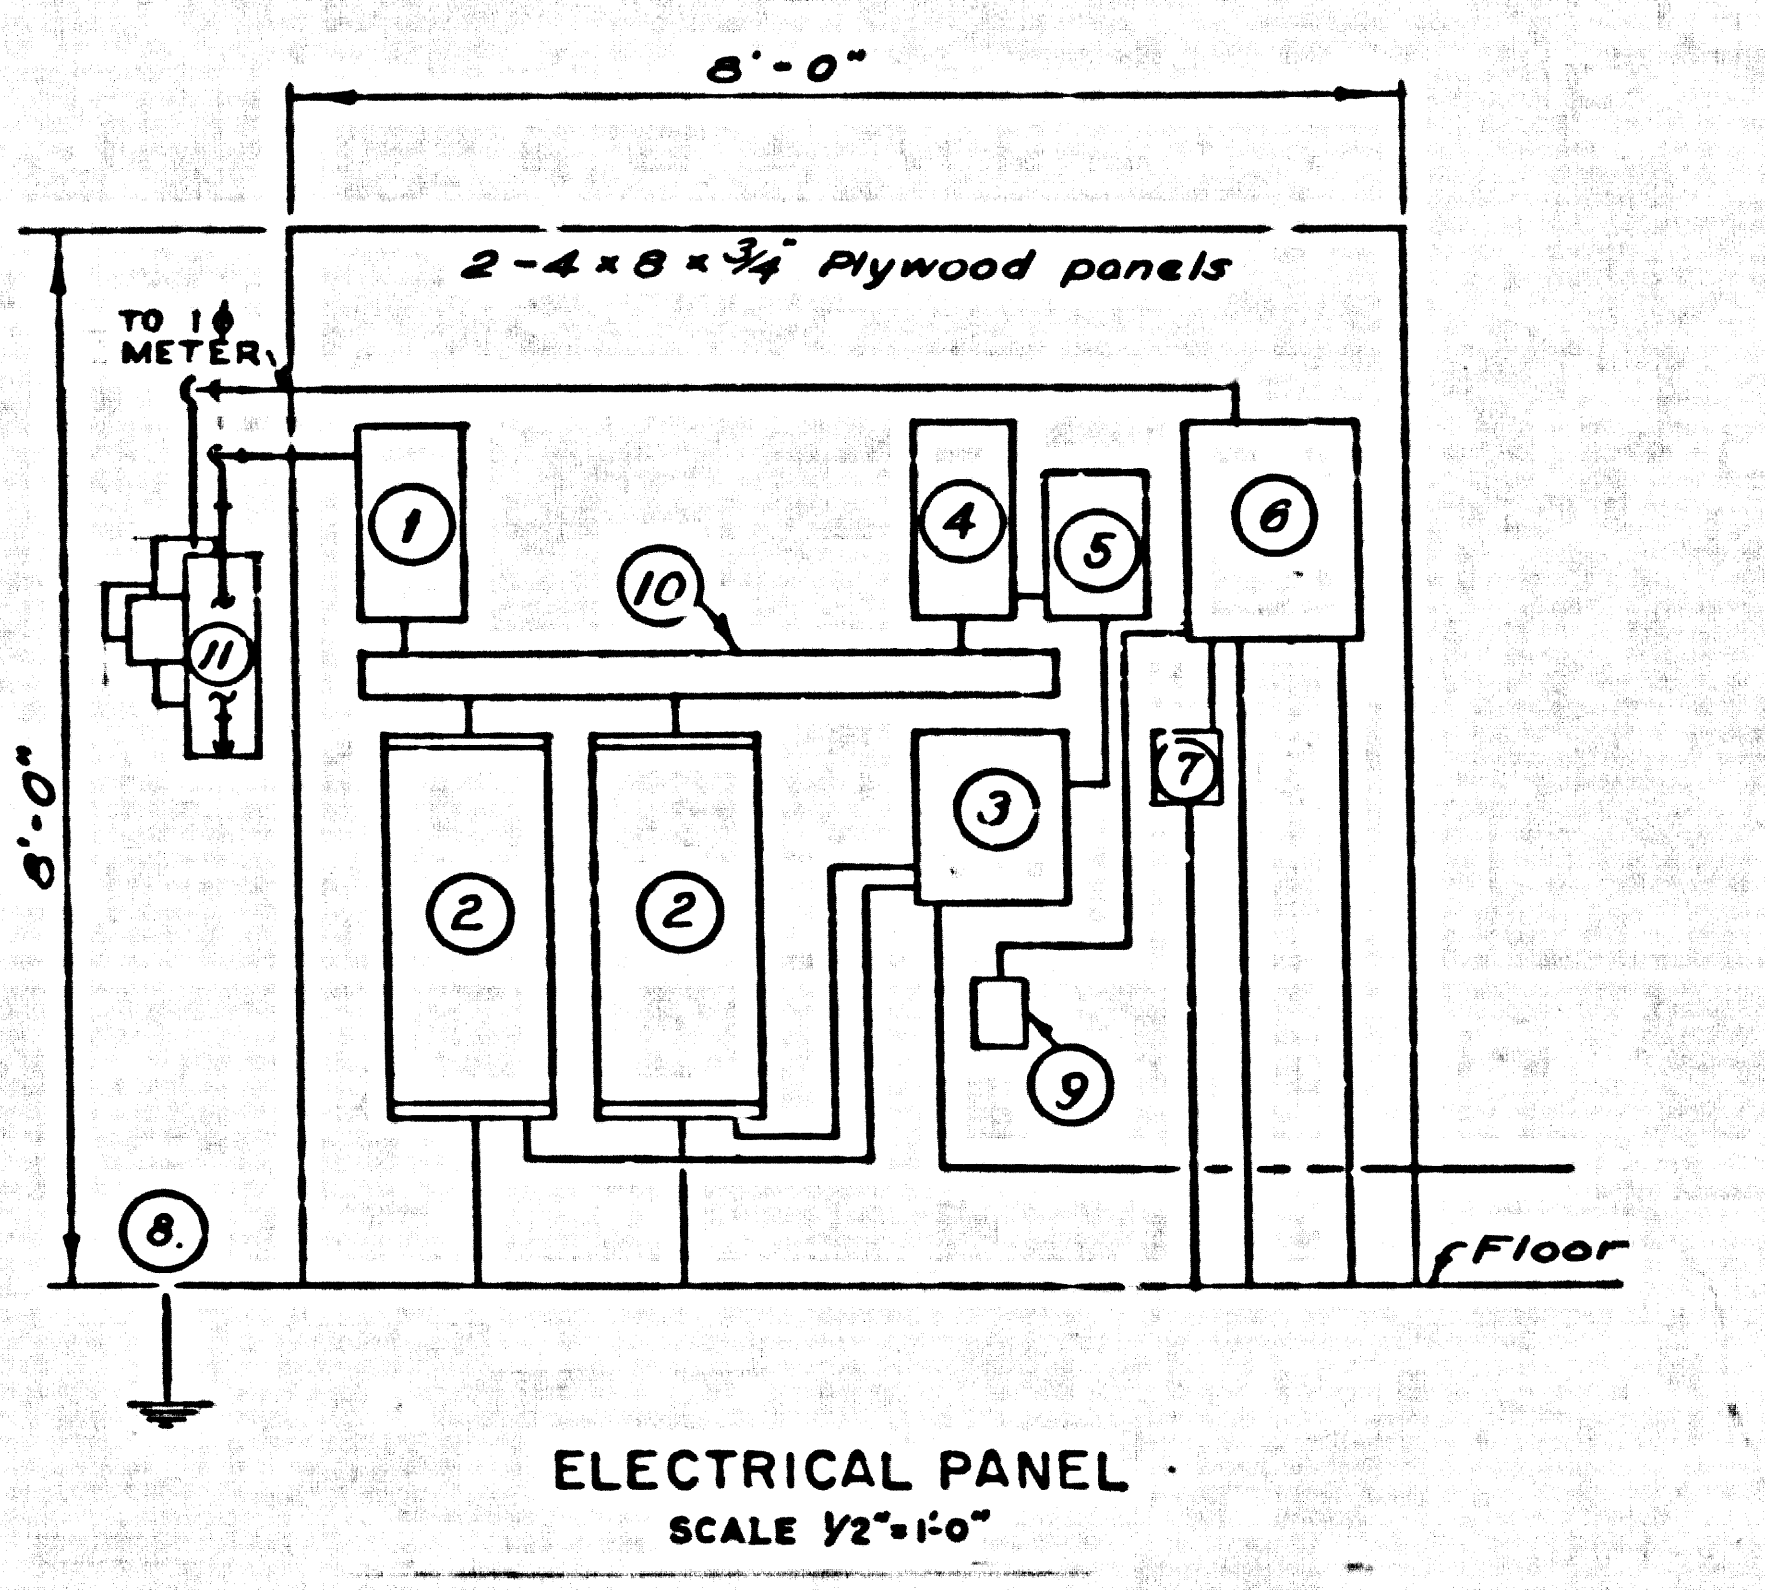 8'-0"
2-4 x 8 x 3/4" Plywood panels
TO 1 ϕ
METER
1
4
5
6
10
11
7
3
8'-0"
2
2
9
8.
Floor
ELECTRICAL PANEL
SCALE 1/2"=1'-0"